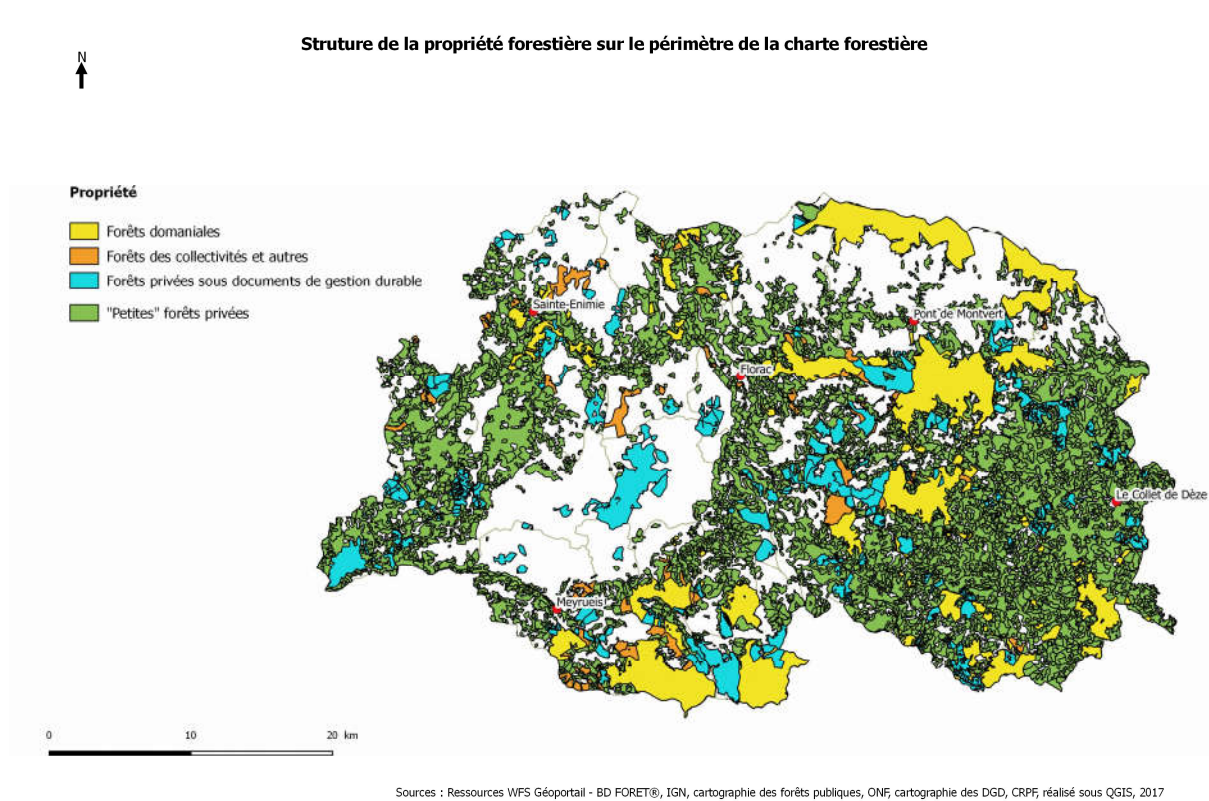 Struture de la propriété forestière sur le périmètre de la charte forestière
N
Propriété
Forêts domaniales
Forêts des collectivités et autres
Forêts privées sous documents de gestion durable
"Petites" forêts privées
Sainte-Enimie
Pont de Montvert
Florac
Le Collet de Dèze
Meyrueis
0 10 20 km
Sources : Ressources WFS Géoportail - BD FORET®, IGN, cartographie des forêts publiques, ONF, cartographie des DGD, CRPF, réalisé sous QGIS, 2017